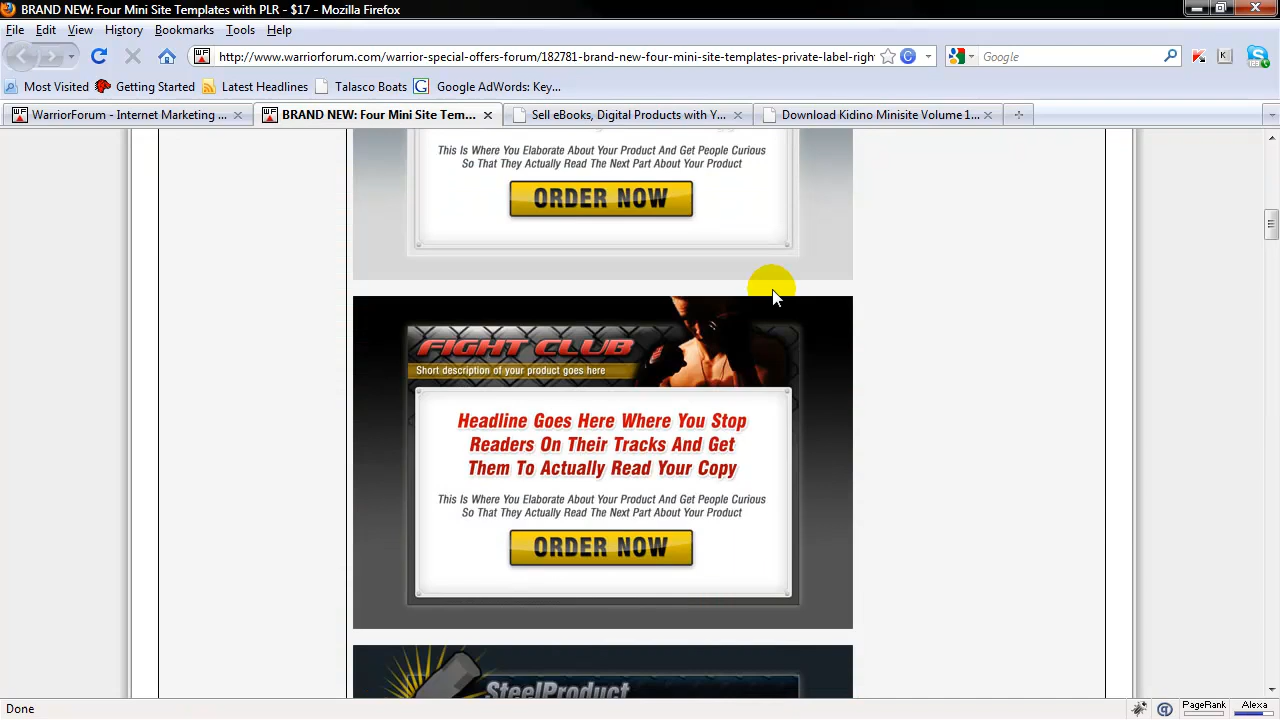 BRAND NEW: Four Mini Site Templates with PLR - $17 - Mozilla Firefox
File Edit View History Bookmarks Tools Help
http://www.warriorforum.com/warrior-special-offers-forum/182781-brand-new-four-mini-site-templates-private-label-righ
C
Google
K
Most Visited Getting Started Latest Headlines Talasco Boats G Google AdWords: Key...
WarriorForum - Internet Marketing ... BRAND NEW: Four Mini Site Tem... Sell eBooks, Digital Products with Y... Download Kidino Minisite Volume 1...
This Is Where You Elaborate About Your Product And Get People Curious
So That They Actually Read The Next Part About Your Product
ORDER NOW
FIGHT CLUB
Short description of your product goes here
Headline Goes Here Where You Stop
Readers On Their Tracks And Get
Them To Actually Read Your Copy
This Is Where You Elaborate About Your Product And Get People Curious
So That They Actually Read The Next Part About Your Product
ORDER NOW
SteelProduct
Done
PageRank
Alexa